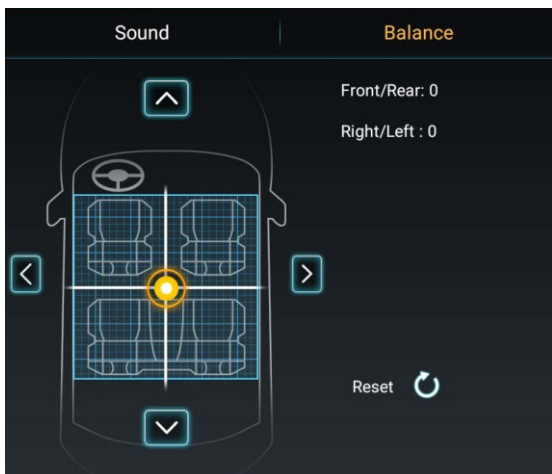 Sound
Balance
Front/Rear: 0
Right/Left : 0
Reset